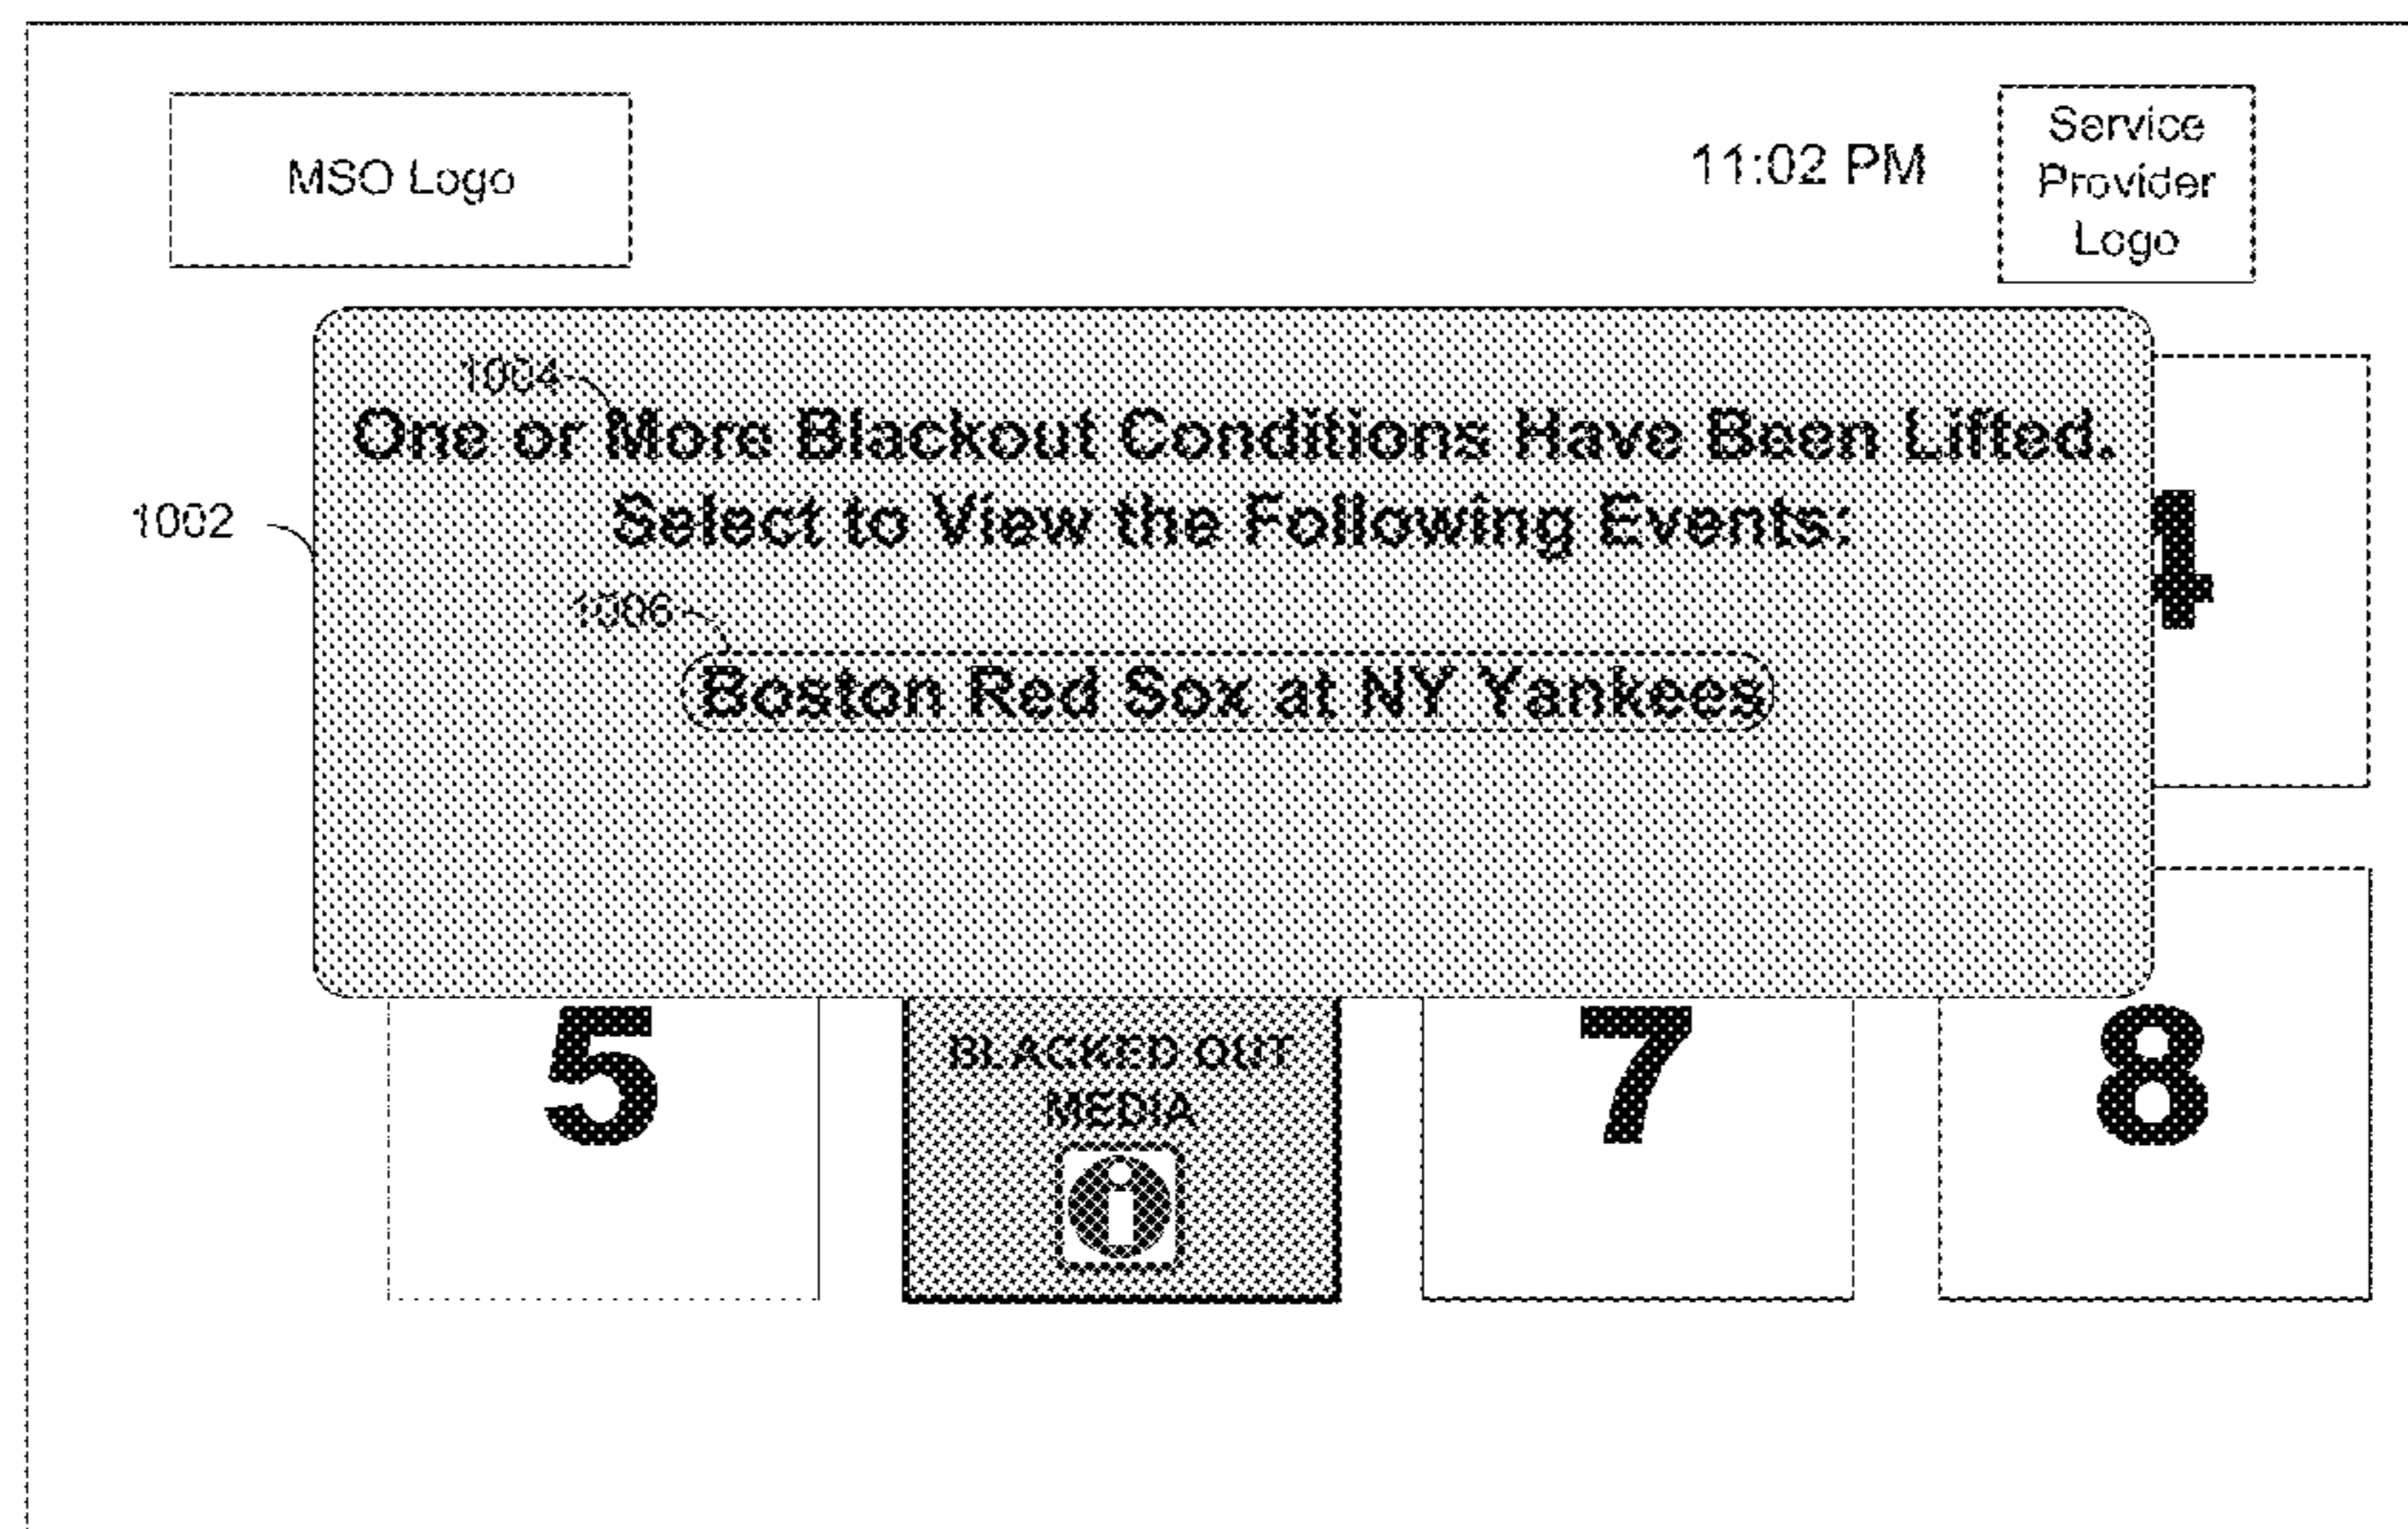 MSO Logo
11:02 PM
Service
Provider
Logo
1004
One or More Blackout Conditions Have Been Lifted.
1002
Select to View the Following Events:
4
1006
Boston Red Sox at NY Yankees
5
BLACKED OUT
MEDIA
i
7
8